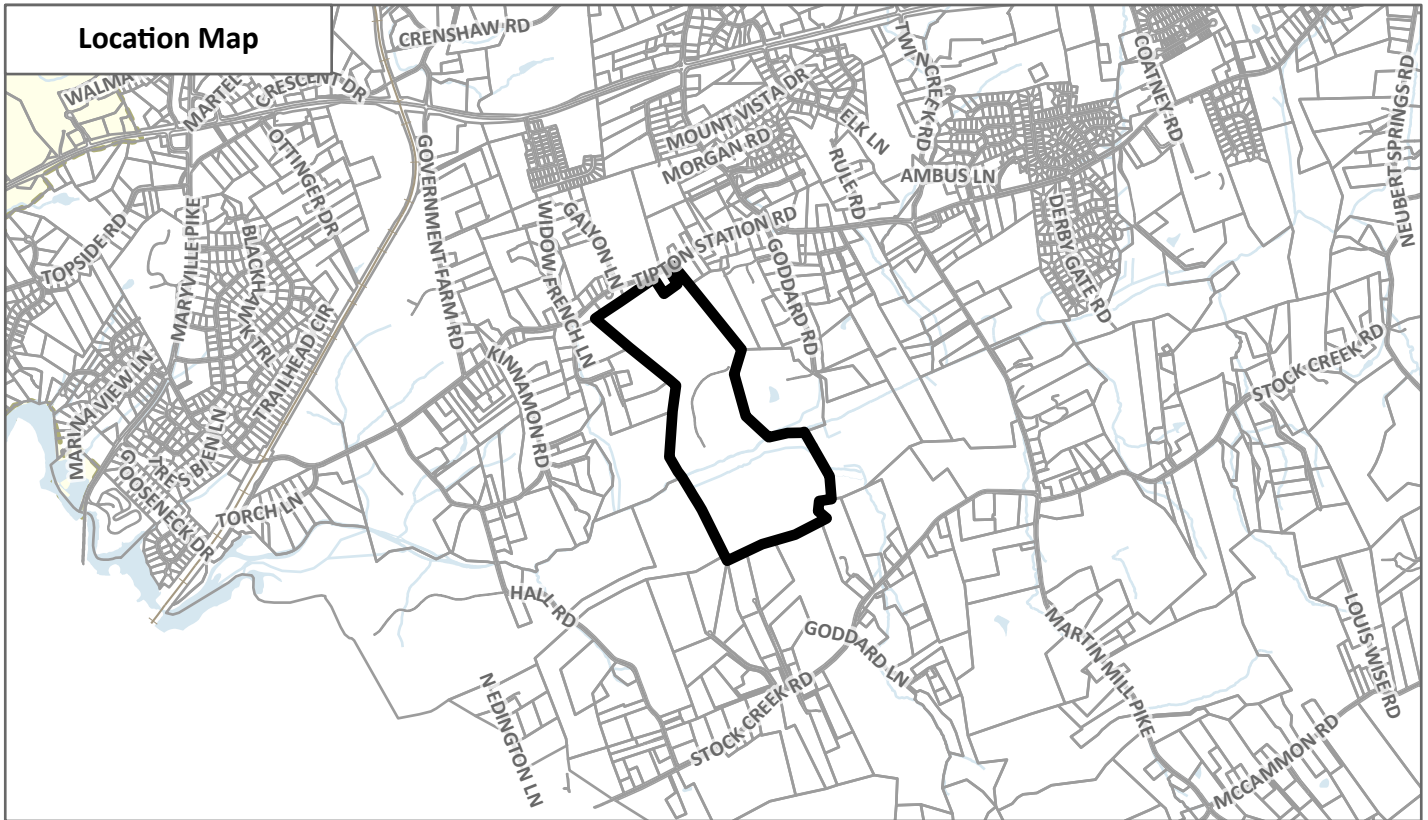 Location Map
CRENSHAW RD
WALMA
MARTEL
CRESCENT DR
OTTINGER DR
GOVERNMENT FARM RD
MOUNT VISTA DR
MORGAN RD
ELK LN
TWIN CREEK RD
COATNEY RD
NEUBERT SPRINGS RD
RULE RD
AMBUS LN
TOPSIDE RD
MARYVILLE PIKE
BLACKHAWK TRL
WIDOW FRENCH LN
GALYON LN
TIPTON STATION RD
GODDARD RD
DERBY GATE RD
TRAILHEAD CIR
KINNAMON RD
STOCK CREEK RD
MARINA VIEW LN
TRES BIEN LN
GOOSENECK DR
TORCH LN
HALL RD
GODDARD LN
MARTIN MILL PIKE
LOUIS WISE RD
N EDINGTON LN
STOCK CREEK RD
MCCAMMON RD